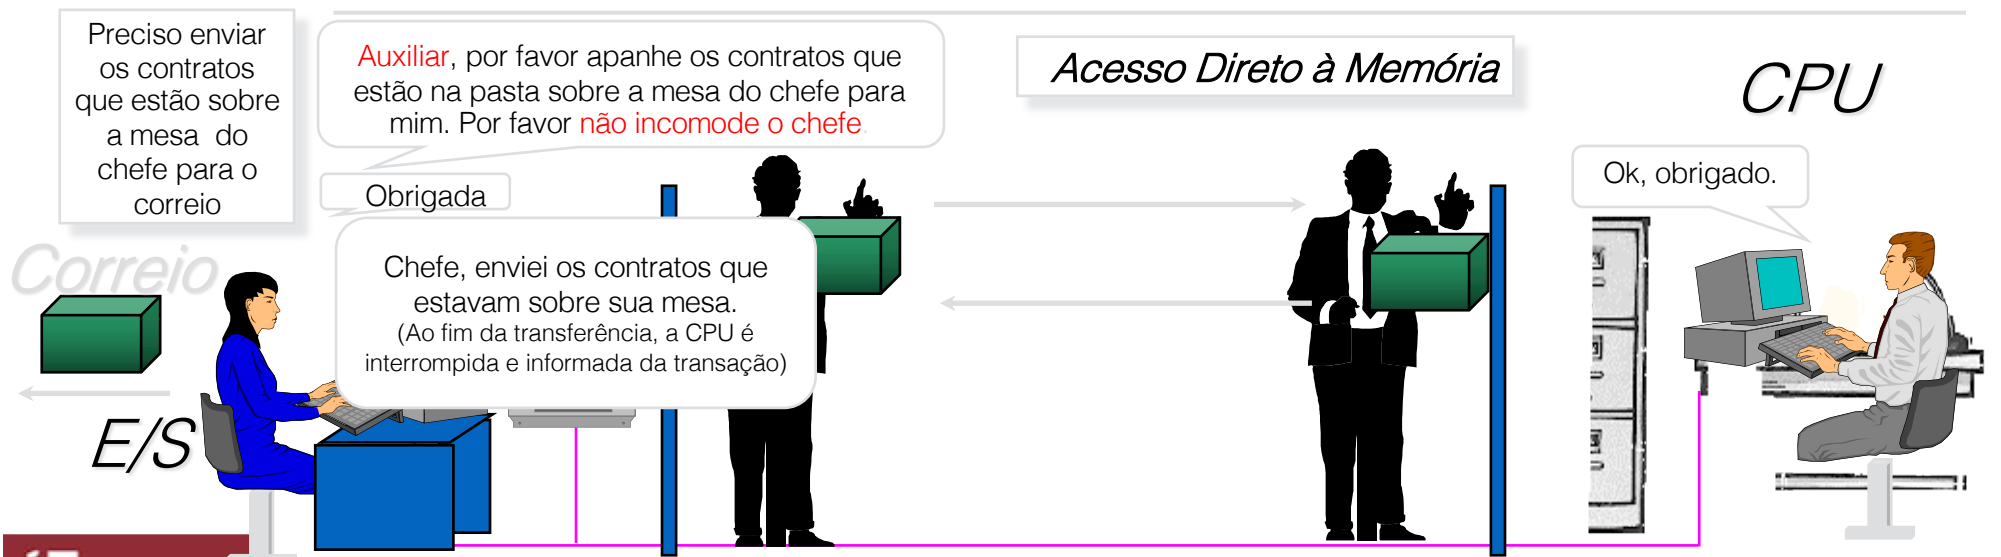 Preciso enviar
os contratos
que estão sobre
a mesa do
chefe para o
correio
Auxiliar, por favor apanhe os contratos que
estão na pasta sobre a mesa do chefe para
mim. Por favor não incomode o chefe.
Acesso Direto à Memória
CPU
Obrigada
Ok, obrigado.
Chefe, enviei os contratos que
estavam sobre sua mesa.
(Ao fim da transferência, a CPU é
interrompida e informada da transação)
Correio
E/S